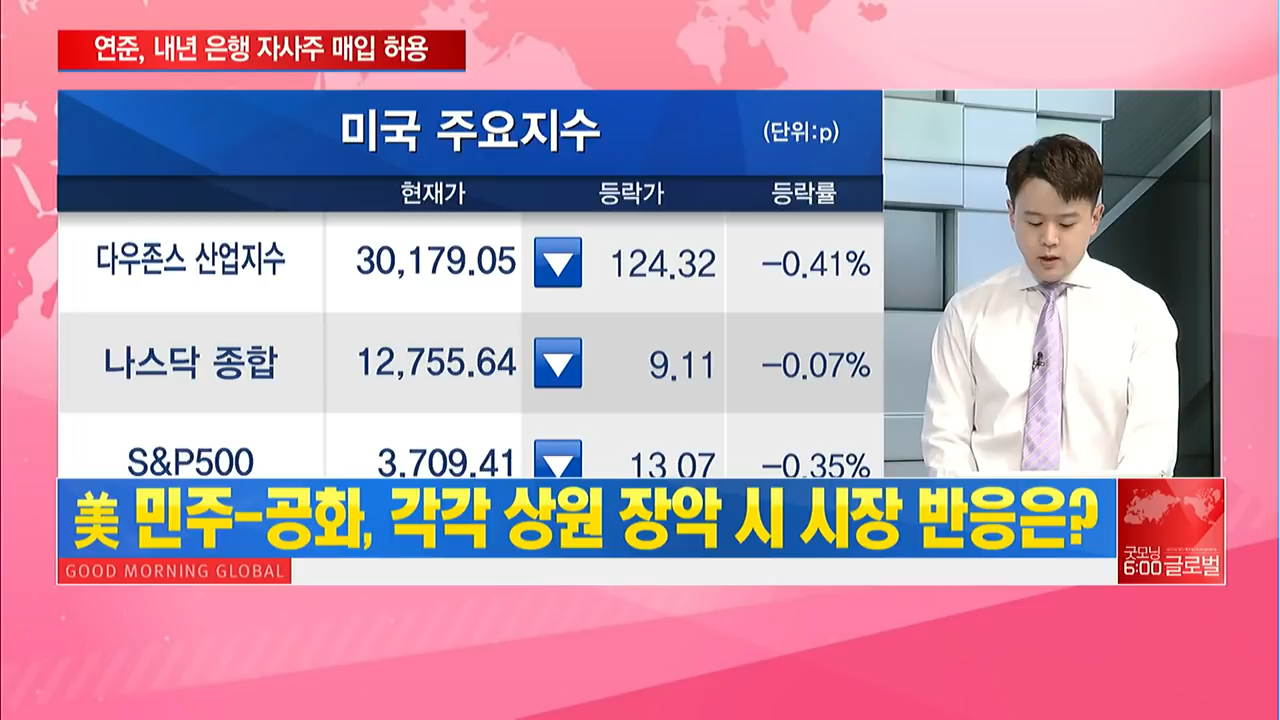 연준, 내년 은행 자사주 매입 허용
미국 주요지수
(단위:p)
현재가 등락가 등락률
다우존스 산업지수 30,179.05 ▼ 124.32 -0.41%
나스닥 종합 12,755.64 ▼ 9.11 -0.07%
S&P500 3,709.41 ▼ 13.07 -0.35%
美 민주-공화, 각각 상원 장악 시 시장 반응은?
GOOD MORNING GLOBAL
굿모닝
6:00 글로벌